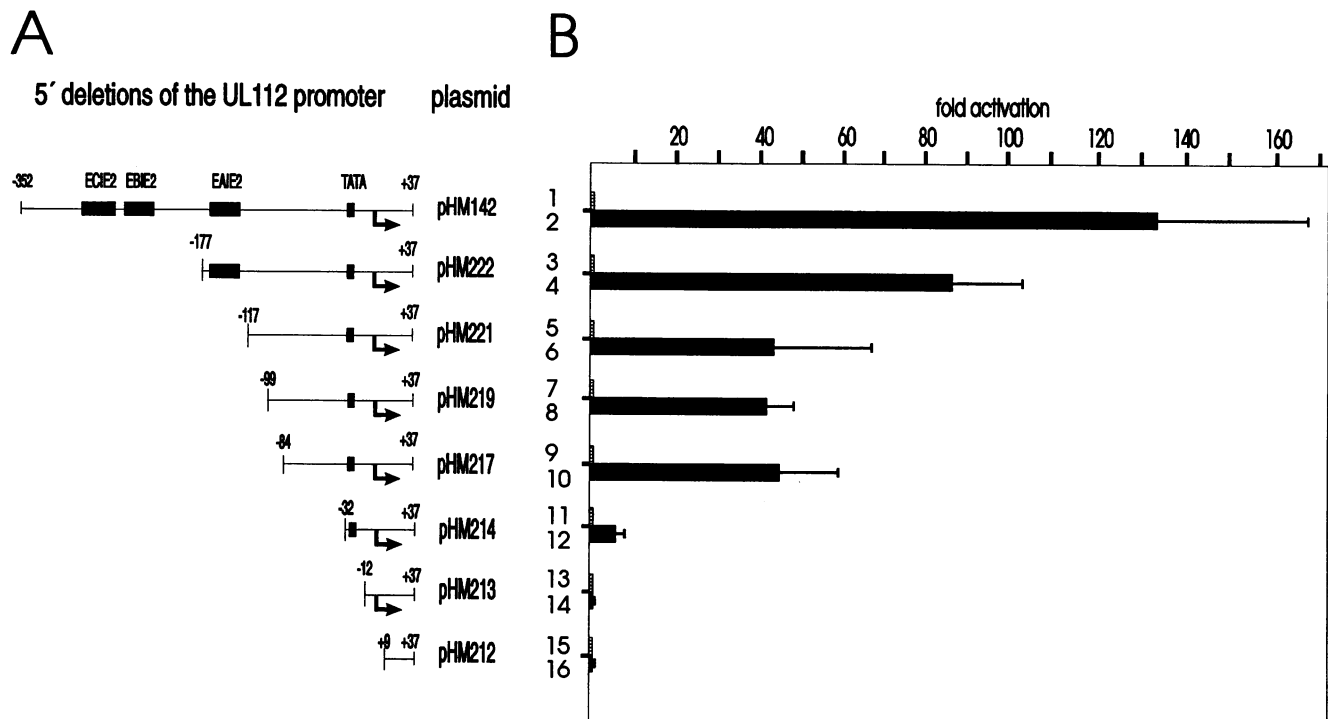 A
B
5´ deletions of the UL112 promoter plasmid
fold activation
20 40 60 80 100 120 140 160
-352 ECIE2 EBIE2 EAIE2 TATA +37
pHM142
1
2
-177 +37
pHM222
3
4
-117 +37
pHM221
5
6
-99 +37
pHM219
7
8
-84 +37
pHM217
9
10
-32 +37
pHM214
11
12
-12 +37
pHM213
13
14
+9 +37
pHM212
15
16